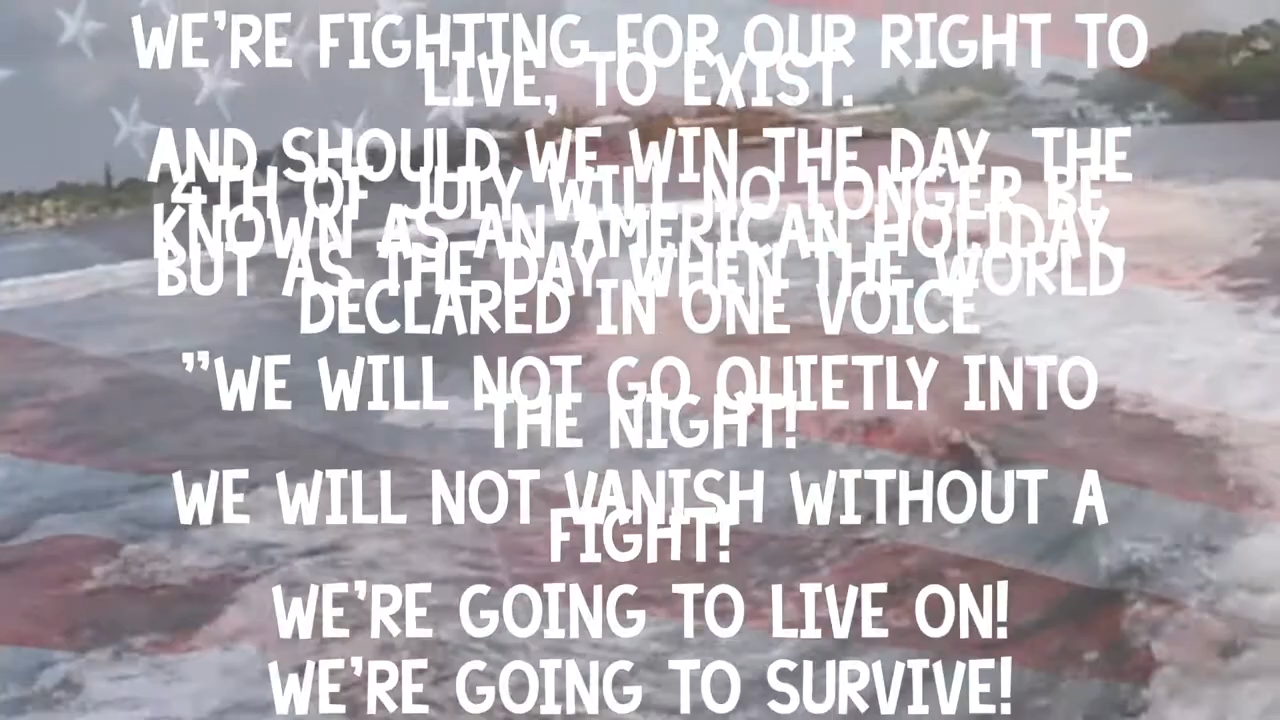 WE'RE FIGHTING FOR OUR RIGHT TO
LIVE, TO EXIST.
AND SHOULD WE WIN THE DAY, THE
4TH OF JULY WILL NO LONGER BE
KNOWN AS AN AMERICAN HOLIDAY,
BUT AS THE DAY WHEN THE WORLD
DECLARED IN ONE VOICE
"WE WILL NOT GO QUIETLY INTO
THE NIGHT!
WE WILL NOT VANISH WITHOUT A
FIGHT!
WE'RE GOING TO LIVE ON!
WE'RE GOING TO SURVIVE!